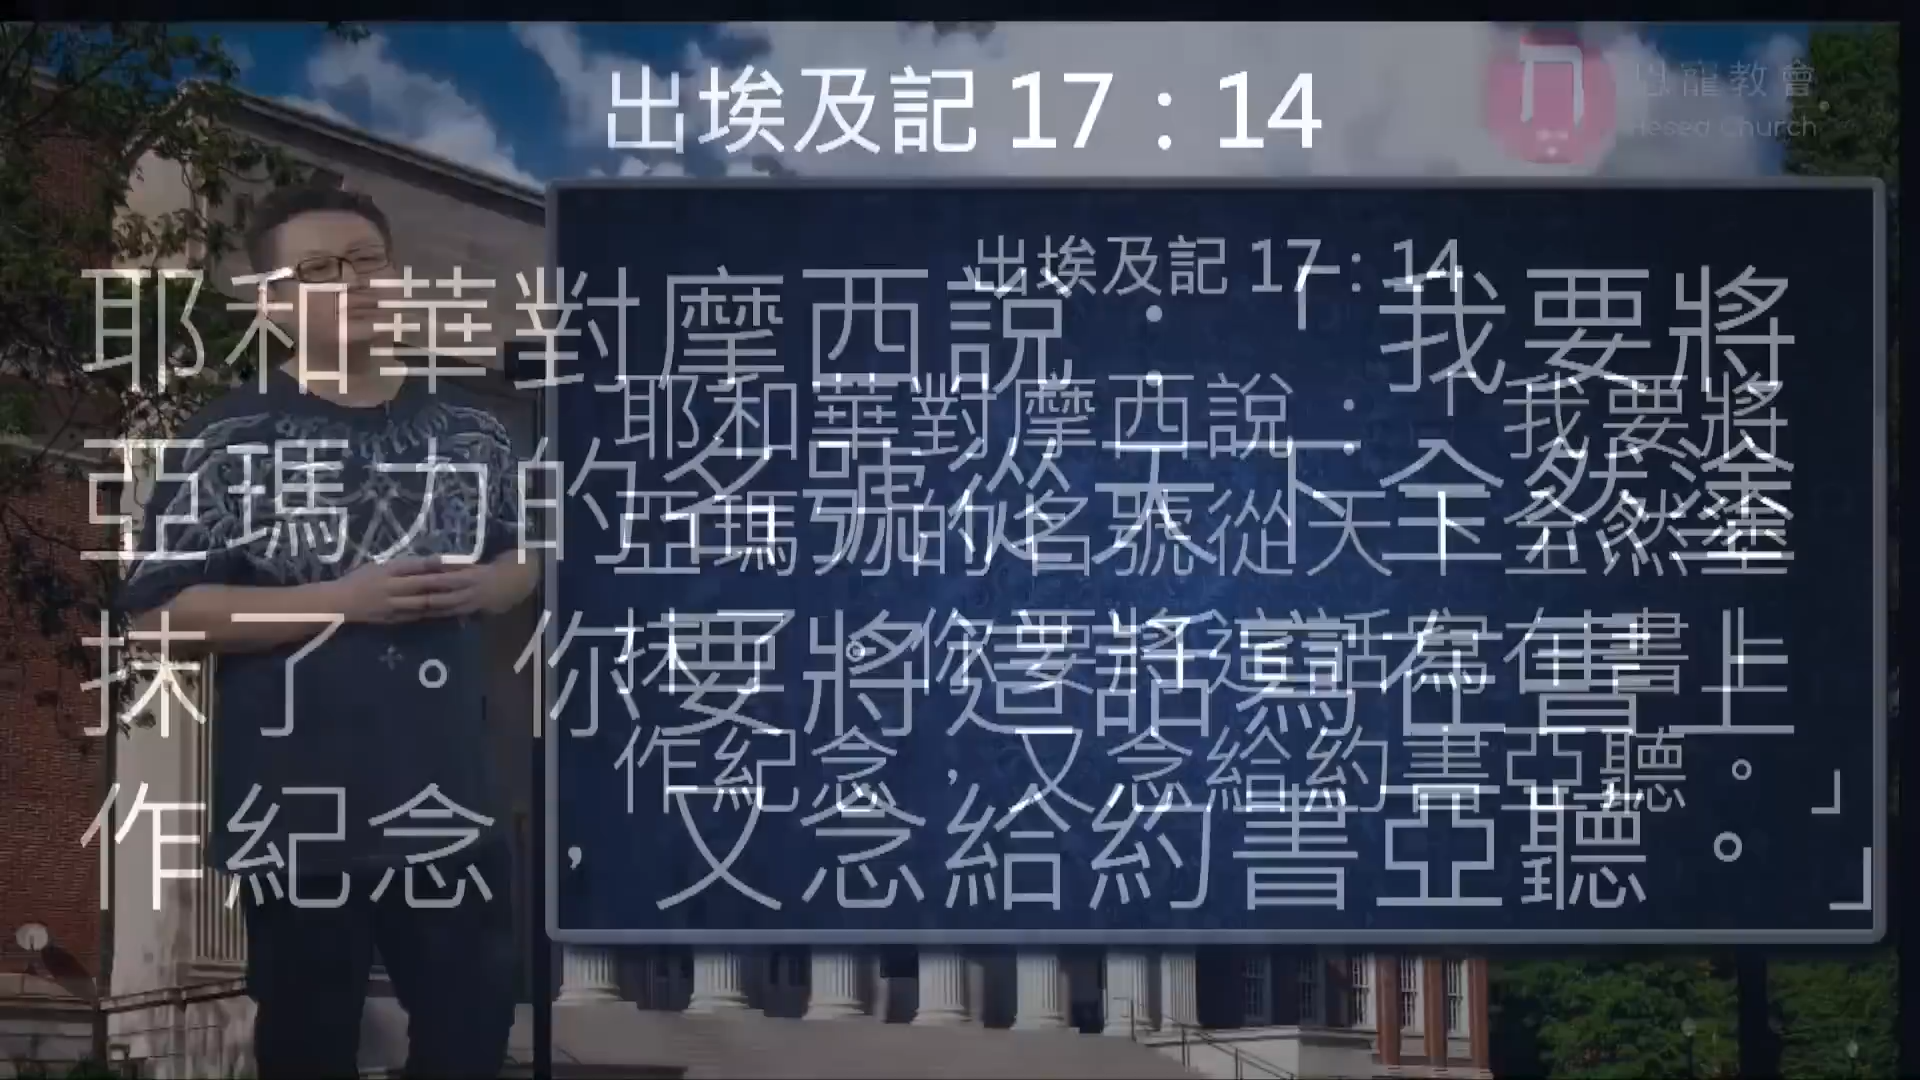 出埃及記 17：14
恩寵教會
Hesed Church
出埃及記 17：14
耶和華對摩西說：「我要將
亞瑪力的名號從天下全然塗
抹了。你要將這話寫在書上
作紀念，又念給約書亞聽。」
耶和華對摩西說：「我要將
亞瑪力的名號從天下全然塗
抹了。你要將這話寫在書上
作紀念，又念給約書亞聽。」